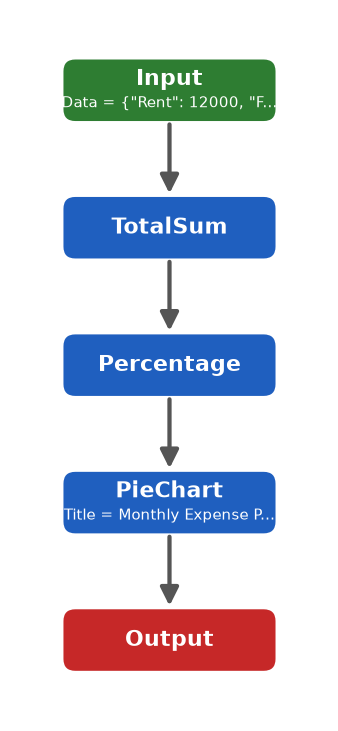 Input
Data = {"Rent": 12000, "F...
TotalSum
Percentage
PieChart
Title = Monthly Expense P...
Output